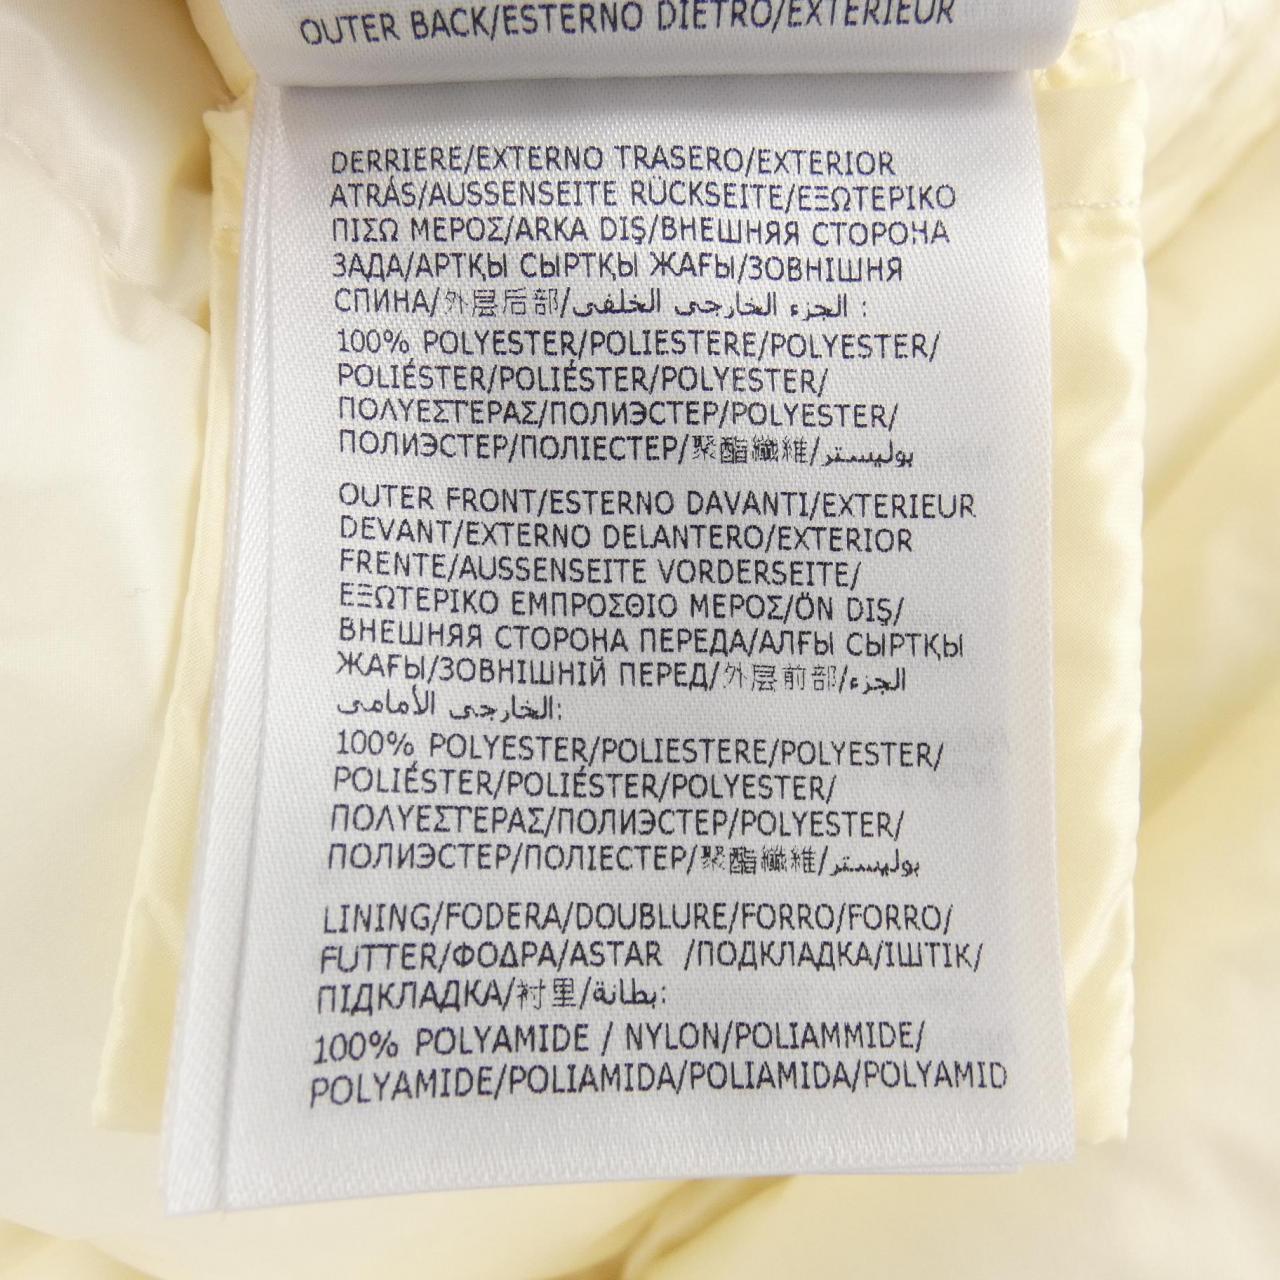 OUTER BACK/ESTERNO DIETRO/EXTERIEUR
DERRIERE/EXTERNO TRASERO/EXTERIOR
ATRÁS/AUSSENSEITE RÜCKSEITE/ΕΞΩΤΕΡΙΚΟ
ΠΙΣΩ ΜΕΡΟΣ/ARKA DIŞ/ВНЕШНЯЯ СТОРОНА
ЗАДА/АРТҚЫ СЫРТҚЫ ЖАҒЫ/ЗОВНІШНЯ
СПИНА/外层后部/الجزء الخارجي الخلفي :
100% POLYESTER/POLIESTERE/POLYESTER/
POLIÉSTER/POLIÉSTER/POLYESTER/
ΠΟΛΥΕΣΤΕΡΑΣ/ПОЛИЭСТЕР/POLYESTER/
ПОЛИЭСТЕР/ПОЛІЕСТЕР/聚酯纖維/بوليستر
OUTER FRONT/ESTERNO DAVANTI/EXTERIEUR
DEVANT/EXTERNO DELANTERO/EXTERIOR
FRENTE/AUSSENSEITE VORDERSEITE/
ΕΞΩΤΕΡΙΚΟ ΕΜΠΡΟΣΘΙΟ ΜΕΡΟΣ/ÖN DIŞ/
ВНЕШНЯЯ СТОРОНА ПЕРЕДА/АЛҒЫ СЫРТҚЫ
ЖАҒЫ/ЗОВНІШНІЙ ПЕРЕД/外层前部/الجزء
الخارجي الأمامي:
100% POLYESTER/POLIESTERE/POLYESTER/
POLIÉSTER/POLIÉSTER/POLYESTER/
ΠΟΛΥΕΣΤΕΡΑΣ/ПОЛИЭСТЕР/POLYESTER/
ПОЛИЭСТЕР/ПОЛІЕСТЕР/聚酯纖維/بوليستر
LINING/FODERA/DOUBLURE/FORRO/FORRO/
FUTTER/ΦΟΔΡΑ/ASTAR /ПОДКЛАДКА/ІШТІК/
ПІДКЛАДКА/衬里/بطانة:
100% POLYAMIDE / NYLON/POLIAMMIDE/
POLYAMIDE/POLIAMIDA/POLIAMIDA/POLYAMID